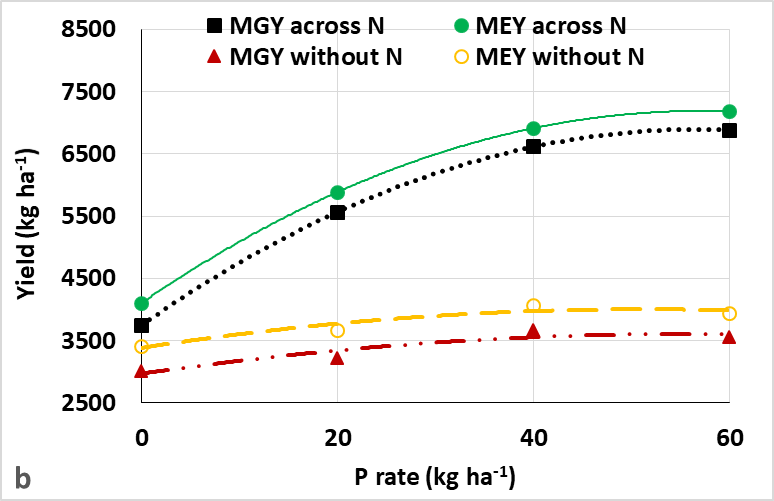 8500
MGY across N
MEY across N
MGY without N
MEY without N
7500
6500
5500
4500
3500
2500
Yield (kg ha⁻¹)
0 20 40 60
P rate (kg ha⁻¹)
b